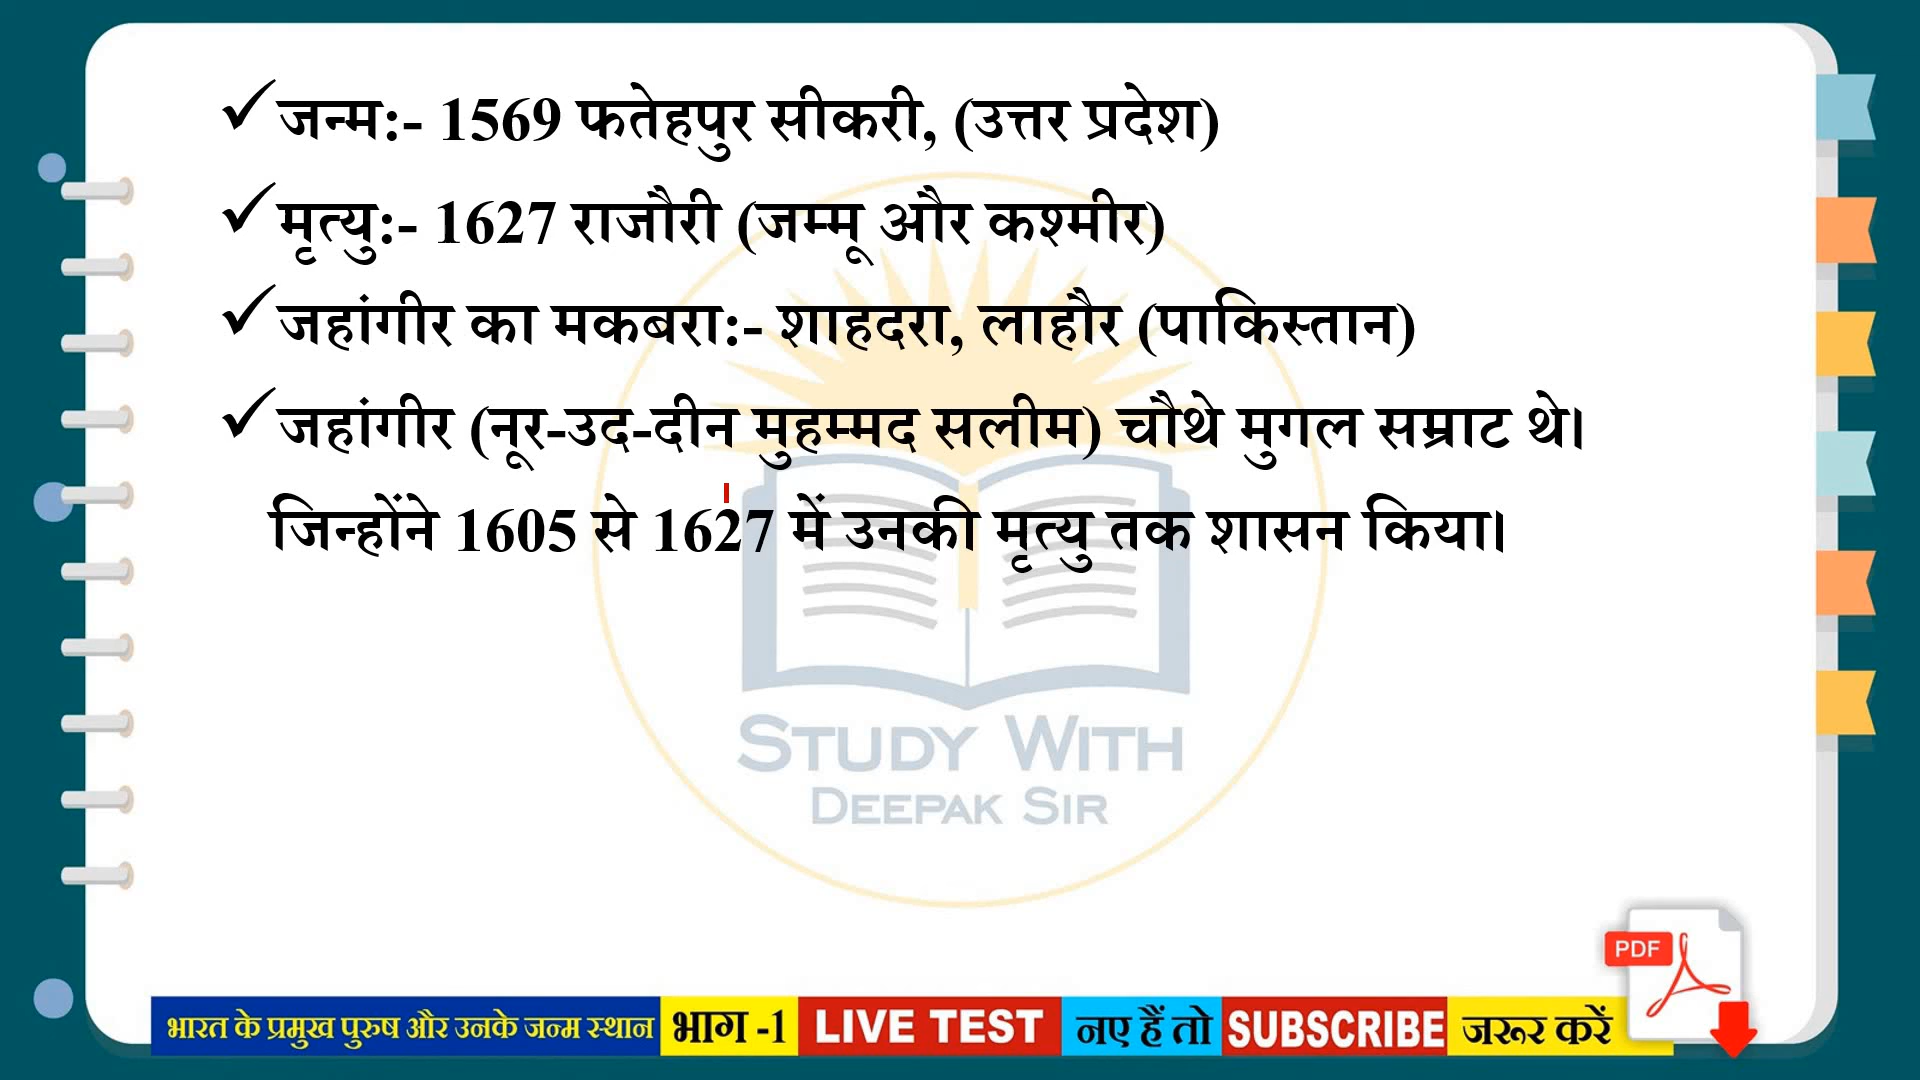 जन्म:- 1569 फतेहपुर सीकरी, (उत्तर प्रदेश)
मृत्यु:- 1627 राजौरी (जम्मू और कश्मीर)
जहांगीर का मकबरा:- शाहदरा, लाहौर (पाकिस्तान)
जहांगीर (नूर-उद-दीन मुहम्मद सलीम) चौथे मुगल सम्राट थे।
जिन्होंने 1605 से 1627 में उनकी मृत्यु तक शासन किया।
STUDY WITH
DEEPAK SIR
PDF
भारत के प्रमुख पुरुष और उनके जन्म स्थान भाग -1 LIVE TEST नए हैं तो SUBSCRIBE जरूर करें